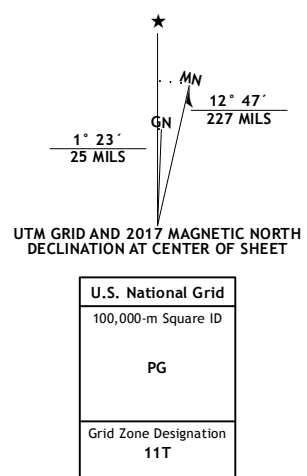 ★
MN
GN
12° 47´
227 MILS
1° 23´
25 MILS
UTM GRID AND 2017 MAGNETIC NORTH
DECLINATION AT CENTER OF SHEET
U.S. National Grid
100,000-m Square ID
PG
Grid Zone Designation
11T